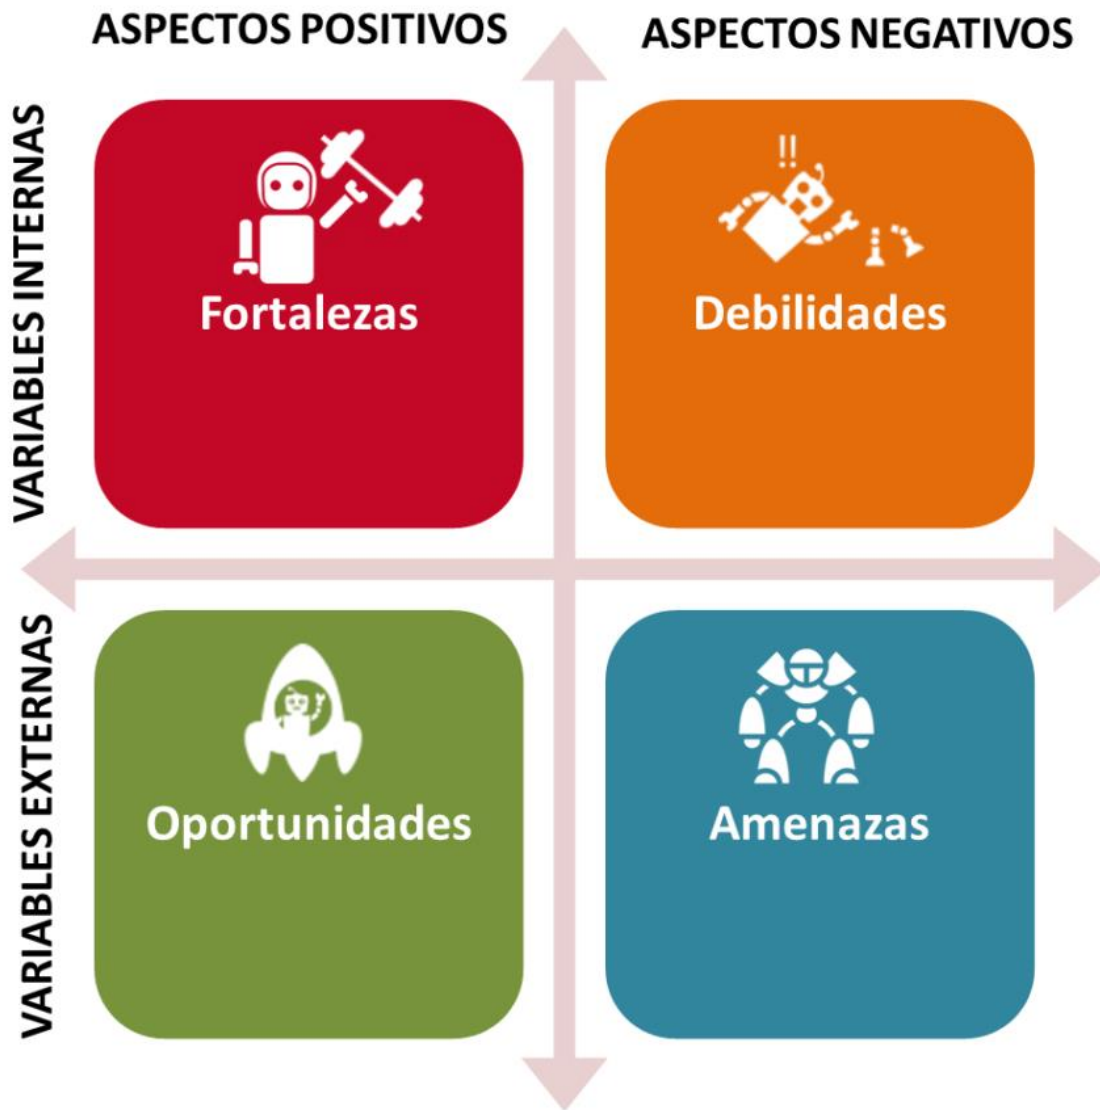 ASPECTOS POSITIVOS
ASPECTOS NEGATIVOS
VARIABLES INTERNAS
Fortalezas
!!
Debilidades
VARIABLES EXTERNAS
Oportunidades
Amenazas